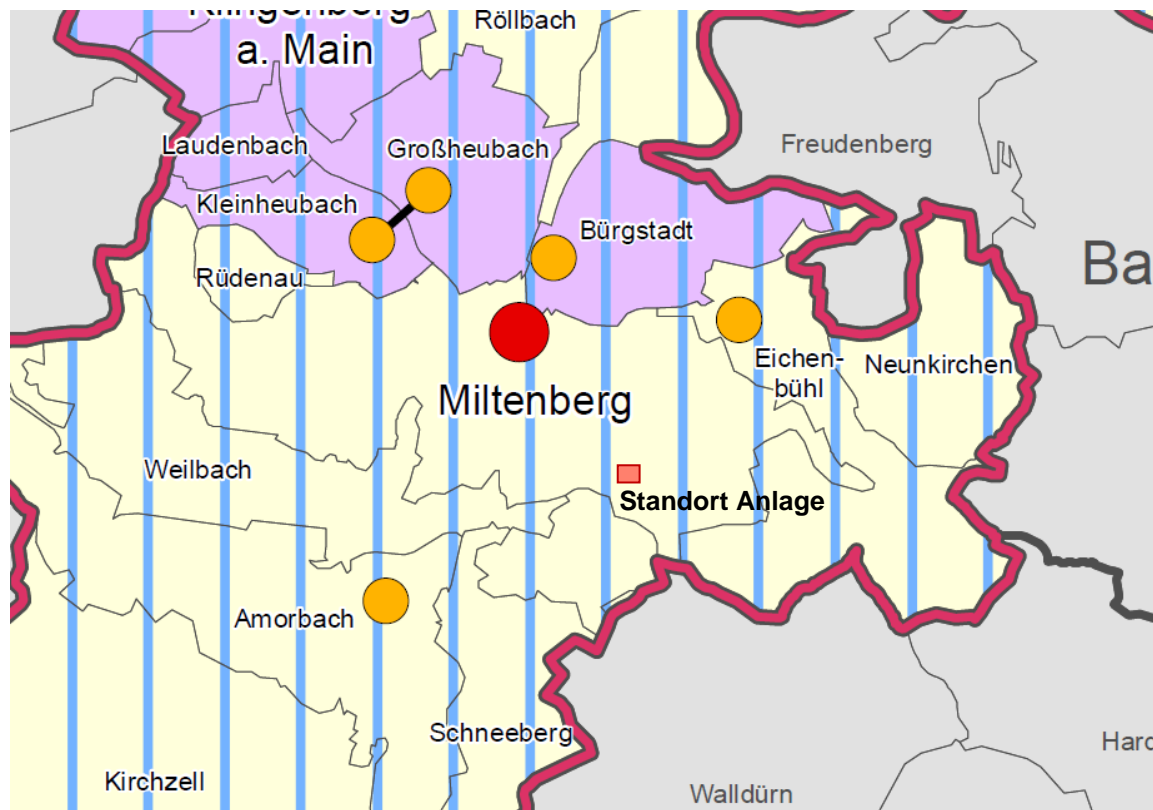 Röllbach
a. Main
Freudenberg
Laudenbach
Großheubach
Kleinheubach
Bürgstadt
Rüdenau
Ba
Eichen-
bühl
Neunkirchen
Miltenberg
Weilbach
Standort Anlage
Amorbach
Schneeberg
Hard
Kirchzell
Walldürn